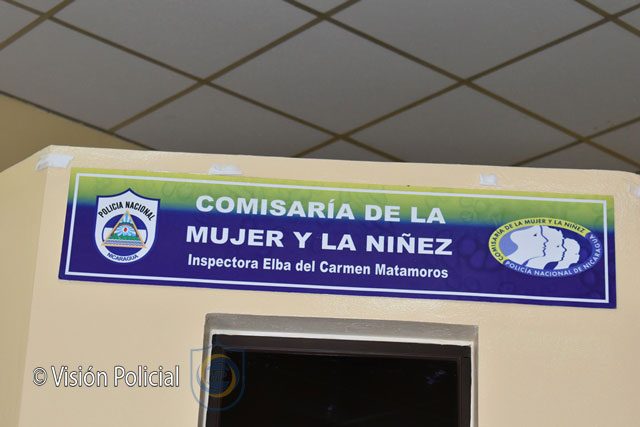 COMISARÍA DE LA
MUJER Y LA NIÑEZ
Inspectora Elba del Carmen Matamoros
POLICIA NACIONAL
NICARAGUA
COMISARÍA DE LA MUJER Y LA NIÑEZ
POLICÍA NACIONAL DE NICARAGUA
© Visión Policial